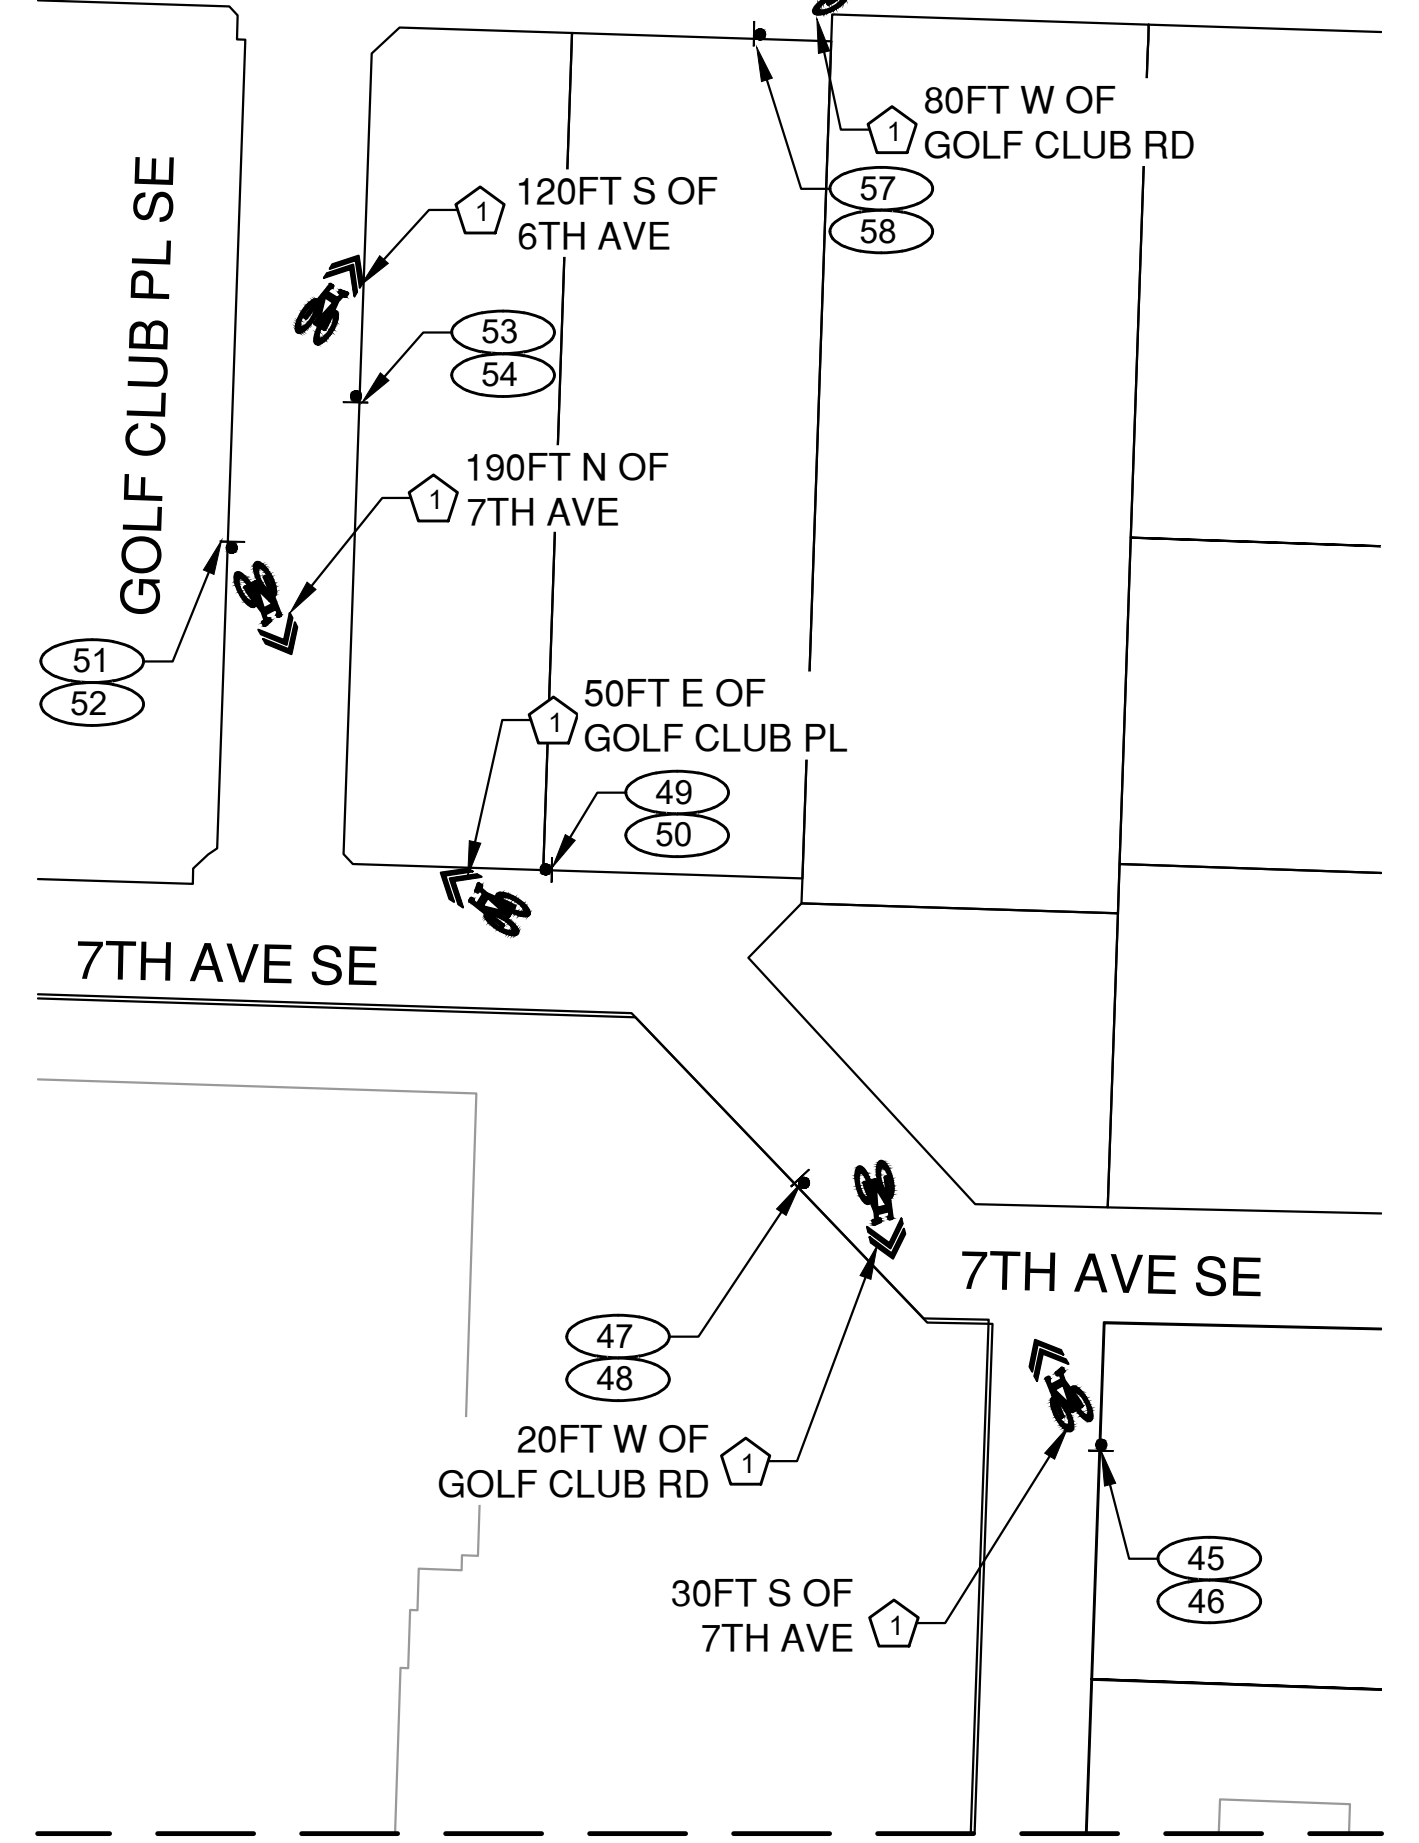 1
80FT W OF
GOLF CLUB RD
57
58
1
120FT S OF
6TH AVE
GOLF CLUB PL SE
53
54
1
190FT N OF
7TH AVE
51
52
1
50FT E OF
GOLF CLUB PL
49
50
7TH AVE SE
7TH AVE SE
47
48
20FT W OF
GOLF CLUB RD
1
45
46
30FT S OF
7TH AVE
1